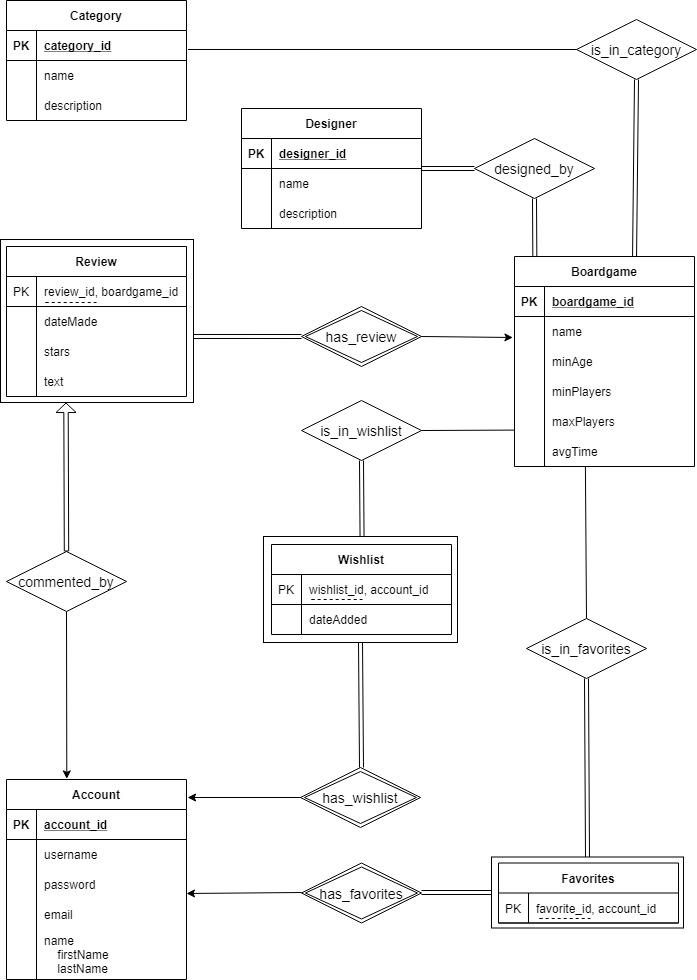 Category
PK category_id
name
description
is_in_category
Designer
PK designer_id
name
description
designed_by
Review
PK review_id, boardgame_id
dateMade
stars
text
has_review
Boardgame
PK boardgame_id
name
minAge
minPlayers
maxPlayers
avgTime
is_in_wishlist
Wishlist
PK wishlist_id, account_id
dateAdded
commented_by
is_in_favorites
Account
PK account_id
username
password
email
name
firstName
lastName
has_wishlist
has_favorites
Favorites
PK favorite_id, account_id